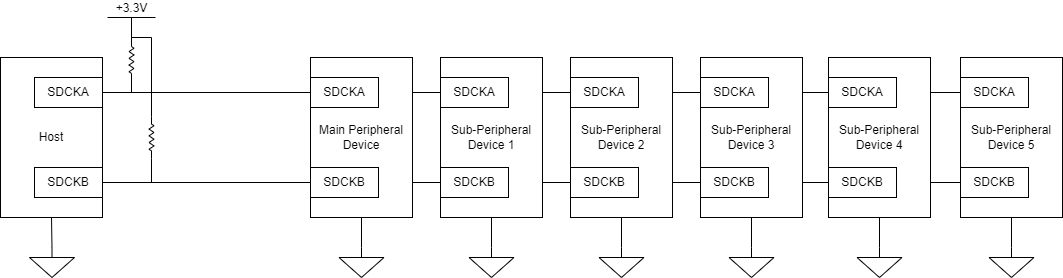 +3.3V
SDCKA
SDCKA
SDCKA
SDCKA
SDCKA
SDCKA
SDCKA
Host
Main Peripheral
Device
Sub-Peripheral
Device 1
Sub-Peripheral
Device 2
Sub-Peripheral
Device 3
Sub-Peripheral
Device 4
Sub-Peripheral
Device 5
SDCKB
SDCKB
SDCKB
SDCKB
SDCKB
SDCKB
SDCKB